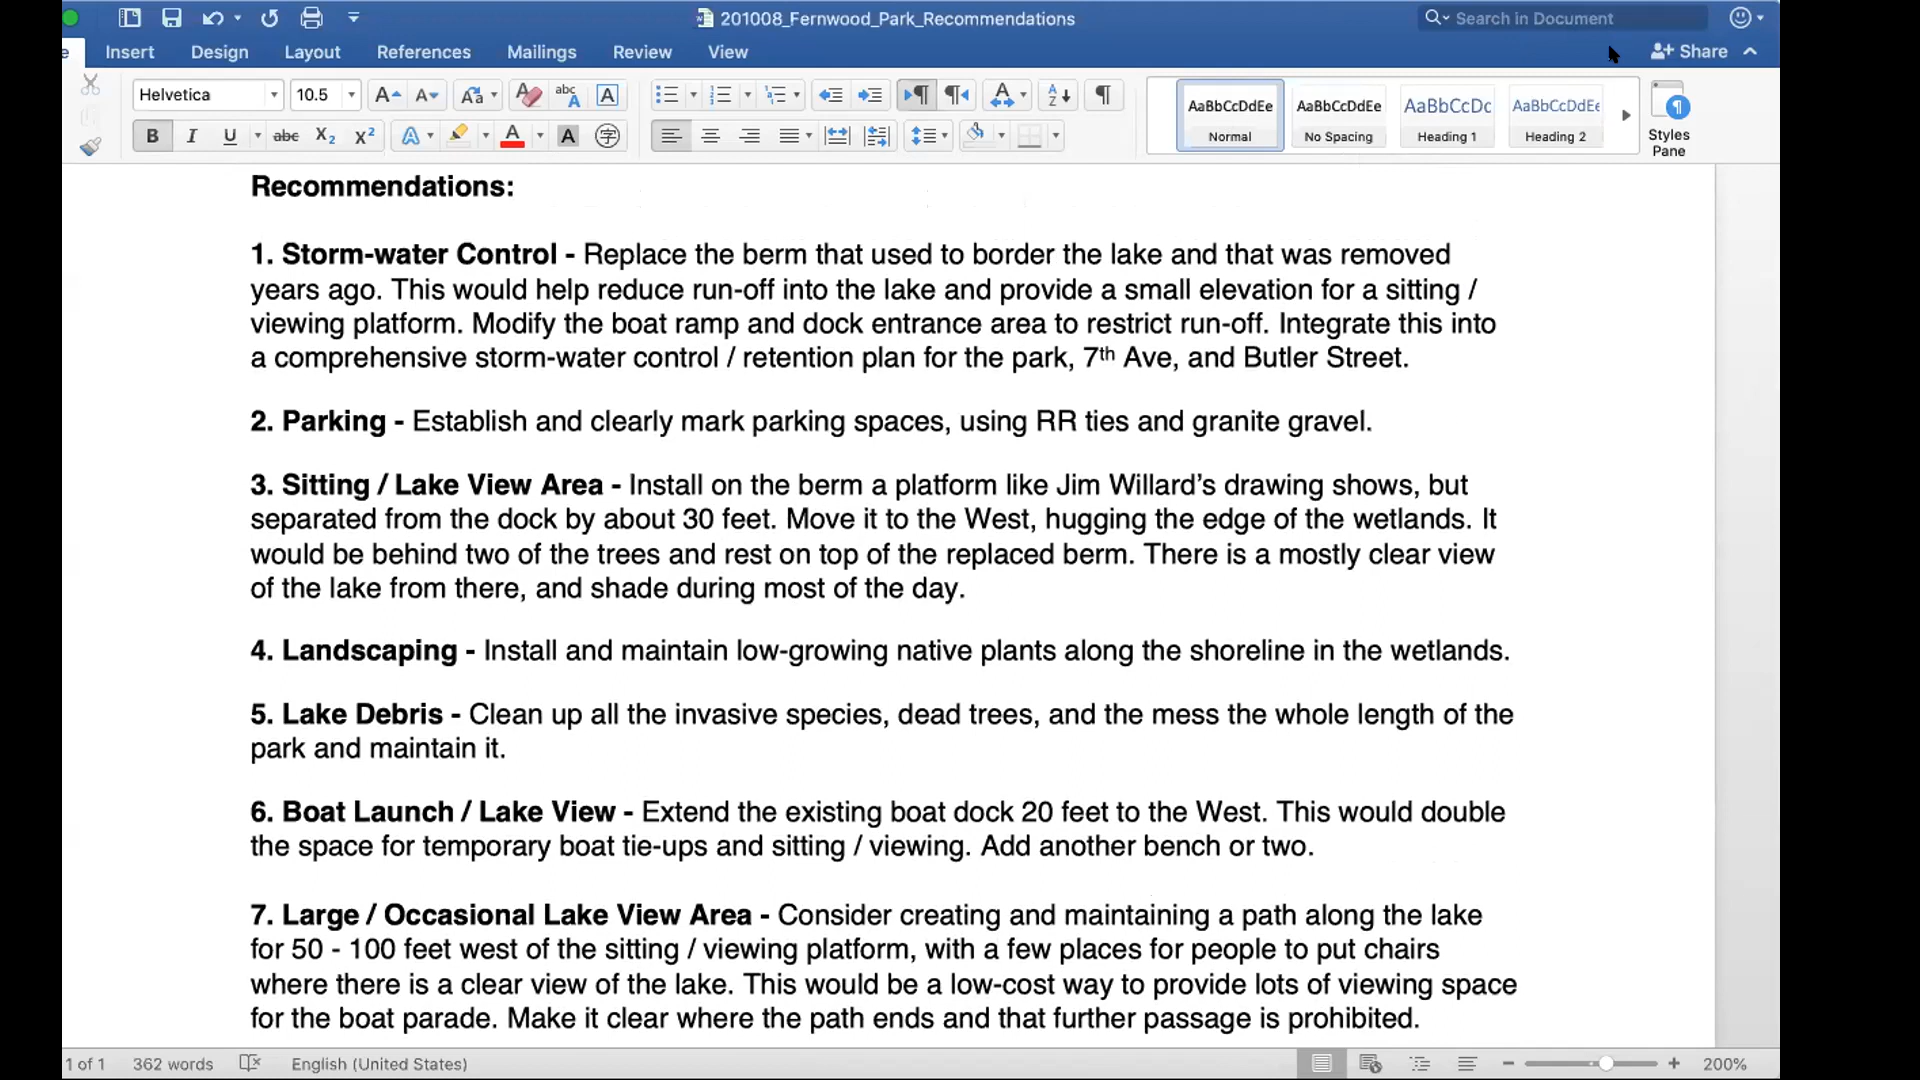 201008_Fernwood_Park_Recommendations
Search in Document
Insert Design Layout References Mailings Review View
Share
Helvetica 10.5
AaBbCcDdEe AaBbCcDdEe AaBbCcDc AaBbCcDdEe
Normal No Spacing Heading 1 Heading 2
Styles
Pane
Recommendations:
1. Storm-water Control - Replace the berm that used to border the lake and that was removed
years ago. This would help reduce run-off into the lake and provide a small elevation for a sitting /
viewing platform. Modify the boat ramp and dock entrance area to restrict run-off. Integrate this into
a comprehensive storm-water control / retention plan for the park, 7th Ave, and Butler Street.
2. Parking - Establish and clearly mark parking spaces, using RR ties and granite gravel.
3. Sitting / Lake View Area - Install on the berm a platform like Jim Willard’s drawing shows, but
separated from the dock by about 30 feet. Move it to the West, hugging the edge of the wetlands. It
would be behind two of the trees and rest on top of the replaced berm. There is a mostly clear view
of the lake from there, and shade during most of the day.
4. Landscaping - Install and maintain low-growing native plants along the shoreline in the wetlands.
5. Lake Debris - Clean up all the invasive species, dead trees, and the mess the whole length of the
park and maintain it.
6. Boat Launch / Lake View - Extend the existing boat dock 20 feet to the West. This would double
the space for temporary boat tie-ups and sitting / viewing. Add another bench or two.
7. Large / Occasional Lake View Area - Consider creating and maintaining a path along the lake
for 50 - 100 feet west of the sitting / viewing platform, with a few places for people to put chairs
where there is a clear view of the lake. This would be a low-cost way to provide lots of viewing space
for the boat parade. Make it clear where the path ends and that further passage is prohibited.
1 of 1 362 words English (United States) 200%